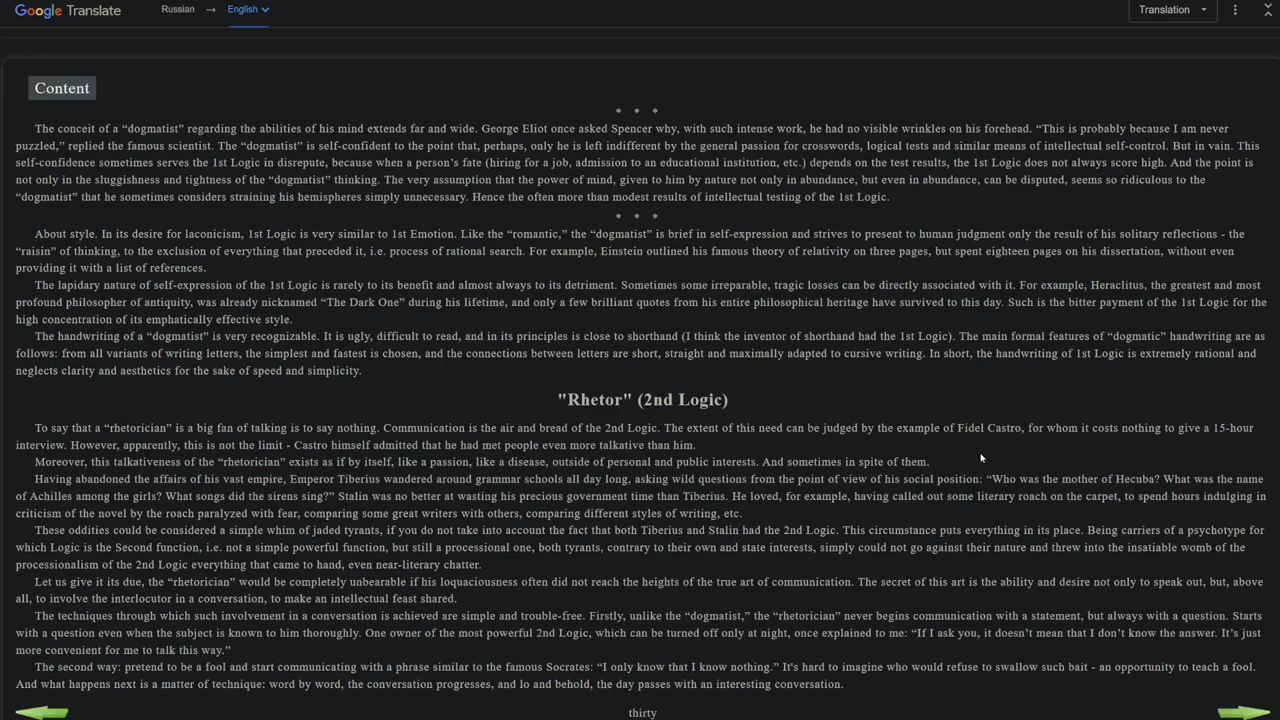 Google Translate
Russian → English
Translation
Content
* * *
The conceit of a “dogmatist” regarding the abilities of his mind extends far and wide. George Eliot once asked Spencer why, with such intense work, he had no visible wrinkles on his forehead. “This is probably because I am never
puzzled,” replied the famous scientist. The “dogmatist” is self-confident to the point that, perhaps, only he is left indifferent by the general passion for crosswords, logical tests and similar means of intellectual self-control. But in vain. This
self-confidence sometimes serves the 1st Logic in disrepute, because when a person’s fate (hiring for a job, admission to an educational institution, etc.) depends on the test results, the 1st Logic does not always score high. And the point is
not only in the sluggishness and tightness of the “dogmatist” thinking. The very assumption that the power of mind, given to him by nature not only in abundance, but even in abundance, can be disputed, seems so ridiculous to the
“dogmatist” that he sometimes considers straining his hemispheres simply unnecessary. Hence the often more than modest results of intellectual testing of the 1st Logic.
* * *
About style. In its desire for laconicism, 1st Logic is very similar to 1st Emotion. Like the “romantic,” the “dogmatist” is brief in self-expression and strives to present to human judgment only the result of his solitary reflections - the
“raisin” of thinking, to the exclusion of everything that preceded it, i.e. process of rational search. For example, Einstein outlined his famous theory of relativity on three pages, but spent eighteen pages on his dissertation, without even
providing it with a list of references.
The lapidary nature of self-expression of the 1st Logic is rarely to its benefit and almost always to its detriment. Sometimes some irreparable, tragic losses can be directly associated with it. For example, Heraclitus, the greatest and most
profound philosopher of antiquity, was already nicknamed “The Dark One” during his lifetime, and only a few brilliant quotes from his entire philosophical heritage have survived to this day. Such is the bitter payment of the 1st Logic for the
high concentration of its emphatically effective style.
The handwriting of a “dogmatist” is very recognizable. It is ugly, difficult to read, and in its principles is close to shorthand (I think the inventor of shorthand had the 1st Logic). The main formal features of “dogmatic” handwriting are as
follows: from all variants of writing letters, the simplest and fastest is chosen, and the connections between letters are short, straight and maximally adapted to cursive writing. In short, the handwriting of 1st Logic is extremely rational and
neglects clarity and aesthetics for the sake of speed and simplicity.
"Rhetor" (2nd Logic)
To say that a “rhetorician” is a big fan of talking is to say nothing. Communication is the air and bread of the 2nd Logic. The extent of this need can be judged by the example of Fidel Castro, for whom it costs nothing to give a 15-hour
interview. However, apparently, this is not the limit - Castro himself admitted that he had met people even more talkative than him.
Moreover, this talkativeness of the “rhetorician” exists as if by itself, like a passion, like a disease, outside of personal and public interests. And sometimes in spite of them.
Having abandoned the affairs of his vast empire, Emperor Tiberius wandered around grammar schools all day long, asking wild questions from the point of view of his social position: “Who was the mother of Hecuba? What was the name
of Achilles among the girls? What songs did the sirens sing?” Stalin was no better at wasting his precious government time than Tiberius. He loved, for example, having called out some literary roach on the carpet, to spend hours indulging in
criticism of the novel by the roach paralyzed with fear, comparing some great writers with others, comparing different styles of writing, etc.
These oddities could be considered a simple whim of jaded tyrants, if you do not take into account the fact that both Tiberius and Stalin had the 2nd Logic. This circumstance puts everything in its place. Being carriers of a psychotype for
which Logic is the Second function, i.e. not a simple powerful function, but still a processional one, both tyrants, contrary to their own and state interests, simply could not go against their nature and threw into the insatiable womb of the
processionalism of the 2nd Logic everything that came to hand, even near-literary chatter.
Let us give it its due, the “rhetorician” would be completely unbearable if his loquaciousness often did not reach the heights of the true art of communication. The secret of this art is the ability and desire not only to speak out, but, above
all, to involve the interlocutor in a conversation, to make an intellectual feast shared.
The techniques through which such involvement in a conversation is achieved are simple and trouble-free. Firstly, unlike the “dogmatist,” the “rhetorician” never begins communication with a statement, but always with a question. Starts
with a question even when the subject is known to him thoroughly. One owner of the most powerful 2nd Logic, which can be turned off only at night, once explained to me: “If I ask you, it doesn’t mean that I don’t know the answer. It’s just
more convenient for me to talk this way.”
The second way: pretend to be a fool and start communicating with a phrase similar to the famous Socrates: “I only know that I know nothing.” It's hard to imagine who would refuse to swallow such bait - an opportunity to teach a fool.
And what happens next is a matter of technique: word by word, the conversation progresses, and lo and behold, the day passes with an interesting conversation.
thirty